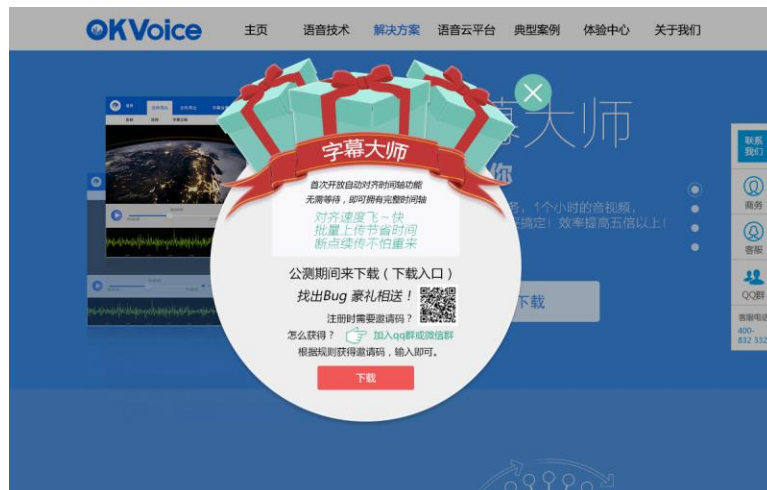 OKVoice
主页 语音技术 解决方案 语音云平台 典型案例 体验中心 关于我们
字幕大师
首次开放自动对齐时间轴功能
无需等待，即可拥有完整时间轴
对齐速度飞~快
批量上传节省时间
断点续传不怕重来
公测期间来下载（下载入口）
找出Bug 豪礼相送！
注册时需要邀请码？
怎么获得？ 加入qq群或微信群
根据规则获得邀请码，输入即可。
下载
幕大师
你
务，1个小时的音视频，
搞定！效率提高五倍以上！
下载
联系
我们
商务
客服
QQ群
客服电话
400-
832 332